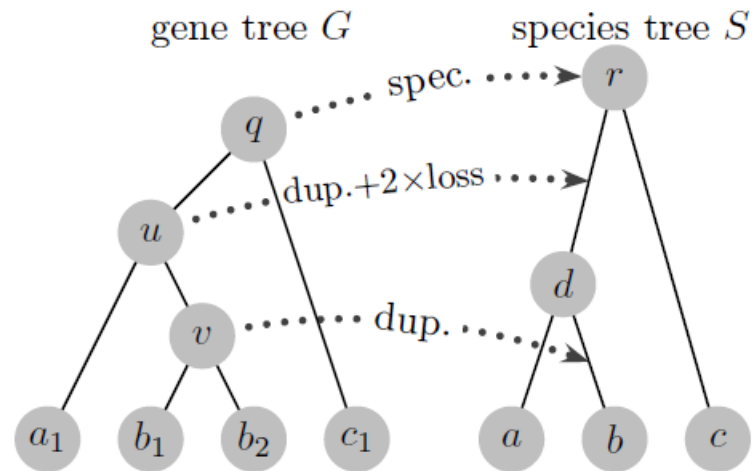 gene tree G
species tree S
q
spec.
r
u
dup.+2×loss
d
v
dup.
a₁
b₁
b₂
c₁
a
b
c